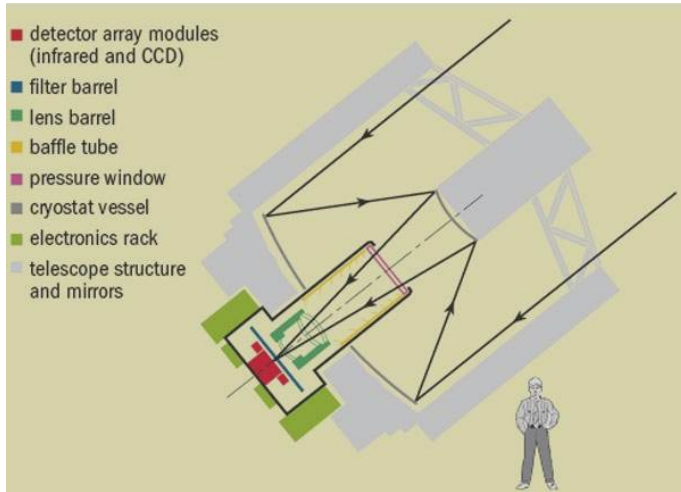 detector array modules
(infrared and CCD)
filter barrel
lens barrel
baffle tube
pressure window
cryostat vessel
electronics rack
telescope structure
and mirrors